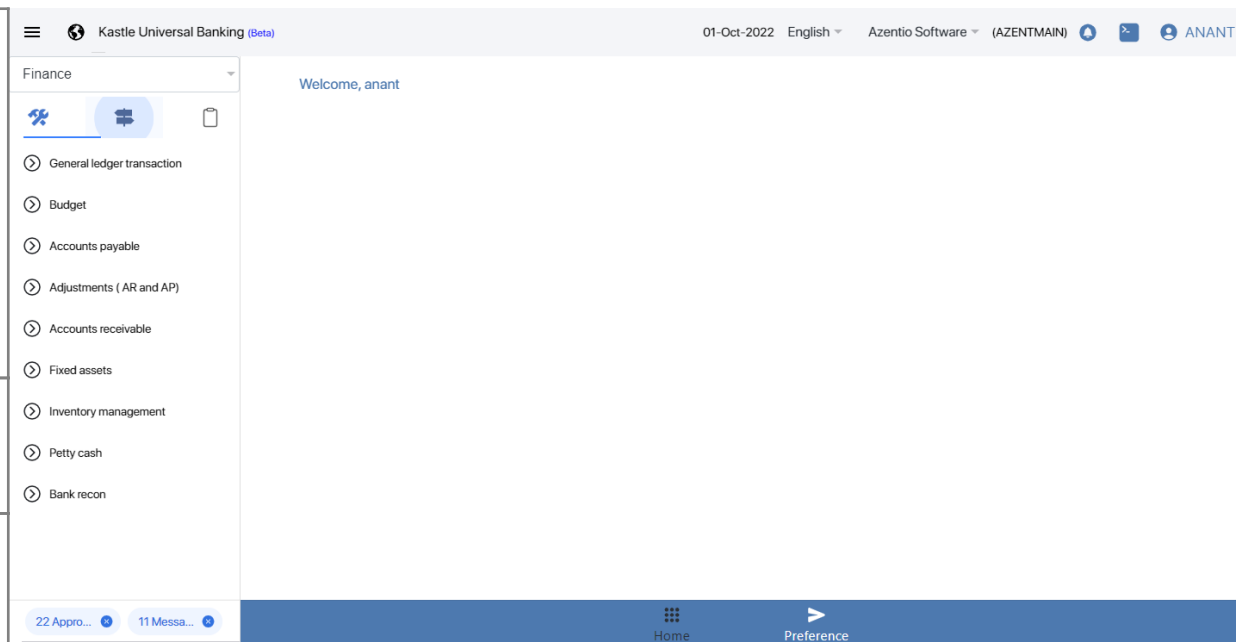 Kastle Universal Banking (Beta) 01-Oct-2022 English Azentio Software (AZENTMAIN) ANANT
Finance
Welcome, anant
General ledger transaction
Budget
Accounts payable
Adjustments ( AR and AP)
Accounts receivable
Fixed assets
Inventory management
Petty cash
Bank recon
22 Appro... 11 Messa...
Home Preference